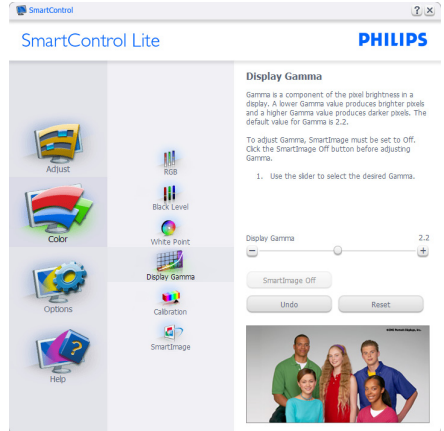 SmartControl
SmartControl Lite
PHILIPS
Adjust
Color
Options
Help
RGB
Black Level
White Point
Display Gamma
Calibration
SmartImage
Display Gamma
Gamma is a component of the pixel brightness in a
display. A lower Gamma value produces brighter pixels
and a higher Gamma value produces darker pixels. The
default value for Gamma is 2.2.
To adjust Gamma, SmartImage must be set to Off.
Click the SmartImage Off button before adjusting
Gamma.
1. Use the slider to select the desired Gamma.
Display Gamma 2.2
SmartImage Off
Undo Reset